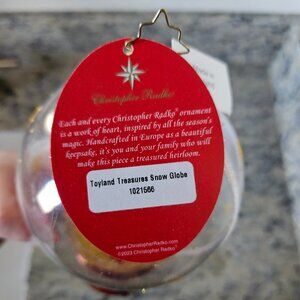 Christopher Radko
Each and every Christopher Radko® ornament
is a work of heart, inspired by all the season's
magic. Handcrafted in Europe as a beautiful
keepsake, it's you and your family who will
make this piece a treasured heirloom.
Toyland Treasures Snow Globe
1021566
www.ChristopherRadko.com
©2023 Christopher Radko®